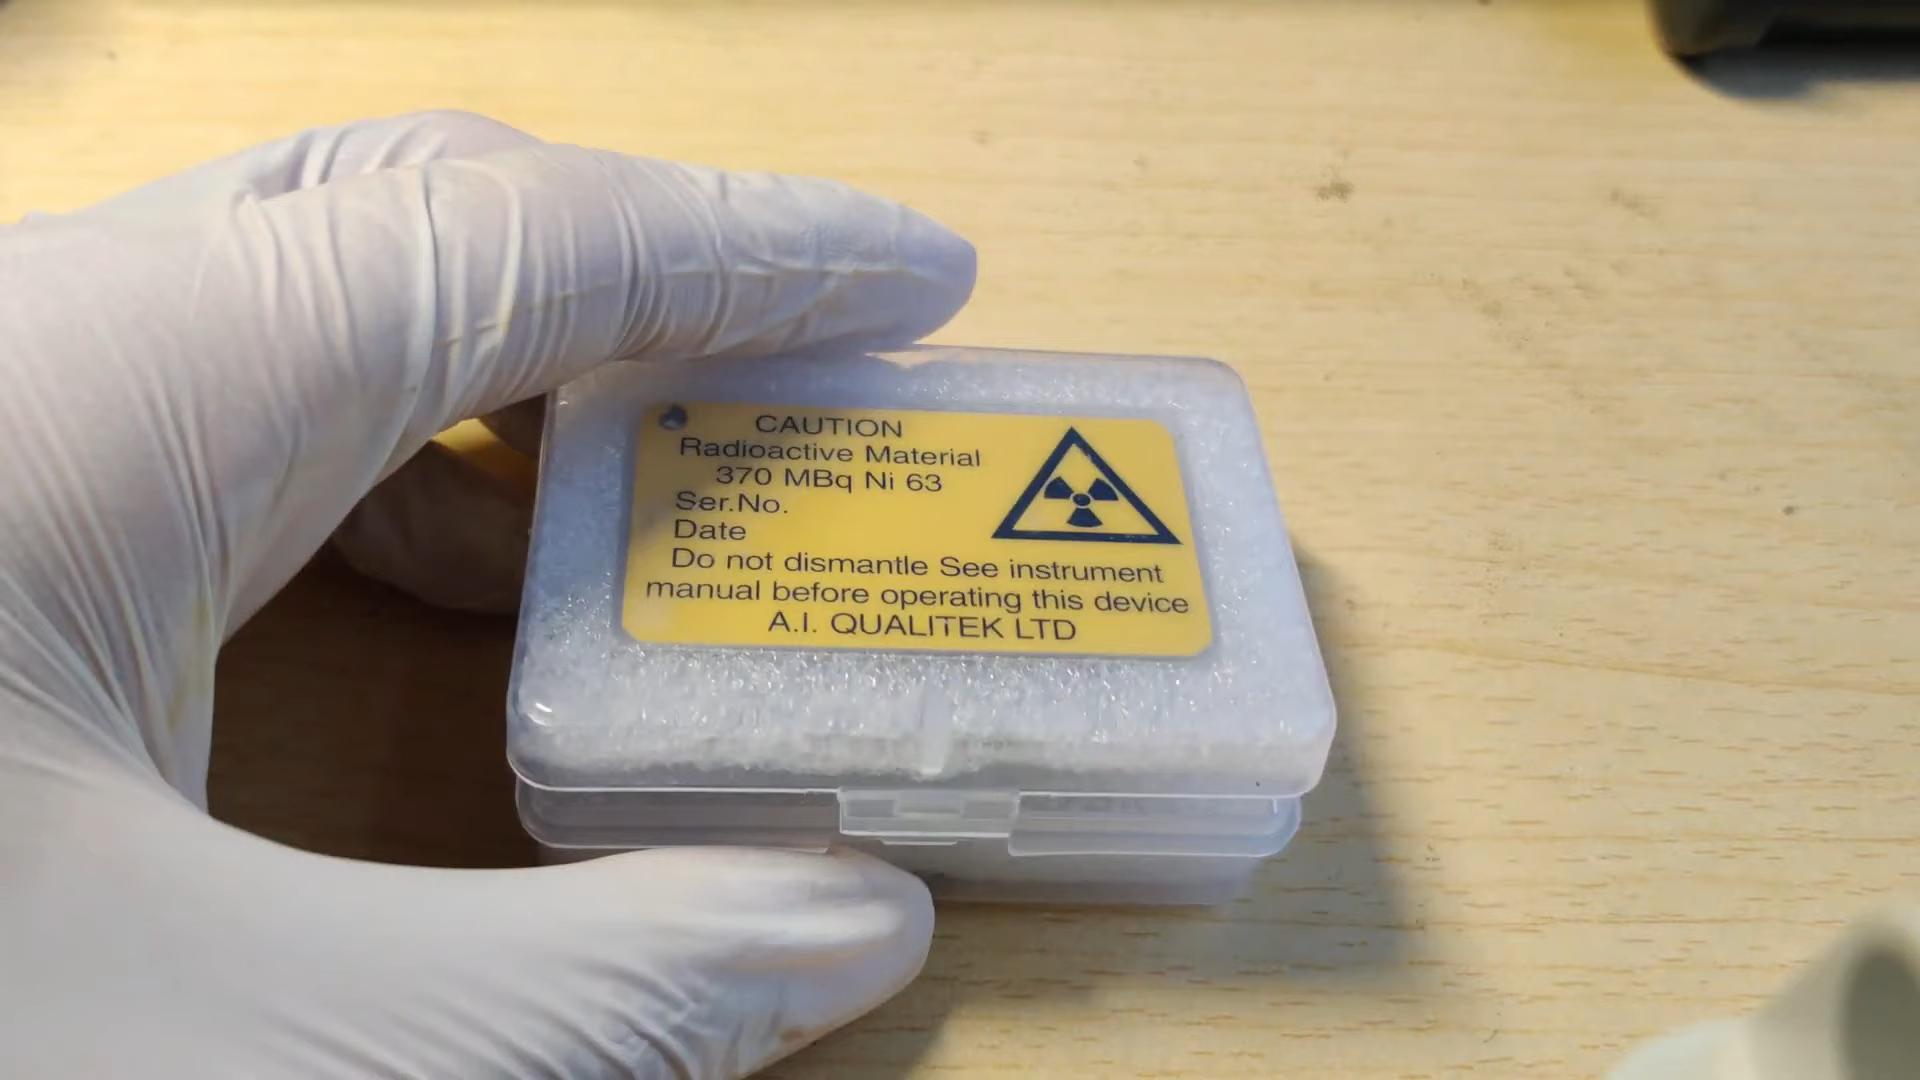 CAUTION
Radioactive Material
370 MBq Ni 63
Ser.No.
Date
Do not dismantle See instrument
manual before operating this device
A.I. QUALITEK LTD